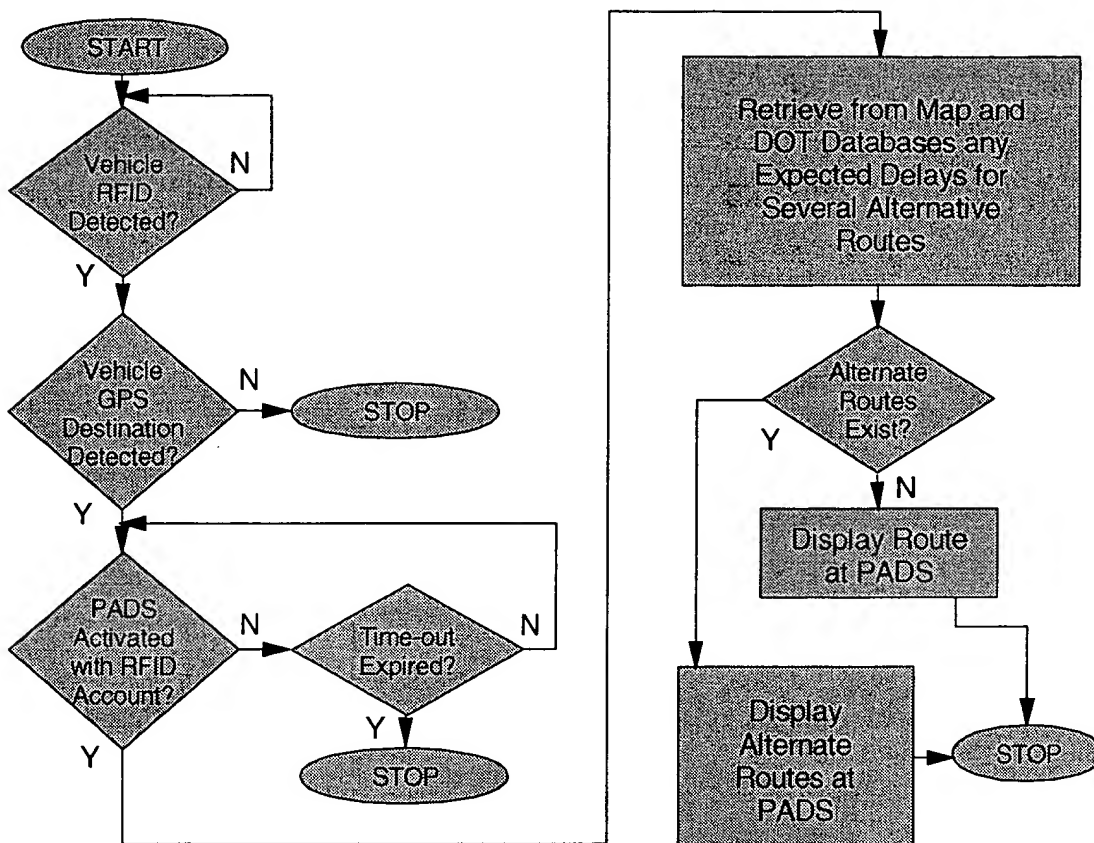 START
Vehicle
RFID
Detected?
N
Y
Vehicle
GPS
Destination
Detected?
N
STOP
Y
PADS
Activated
with RFID
Account?
N
Time-out
Expired?
N
Y
STOP
Y
Retrieve from Map and
DOT Databases any
Expected Delays for
Several Alternative
Routes
Alternate
Routes
Exist?
Y
N
Display Route
at PADS
Display
Alternate
Routes at
PADS
STOP